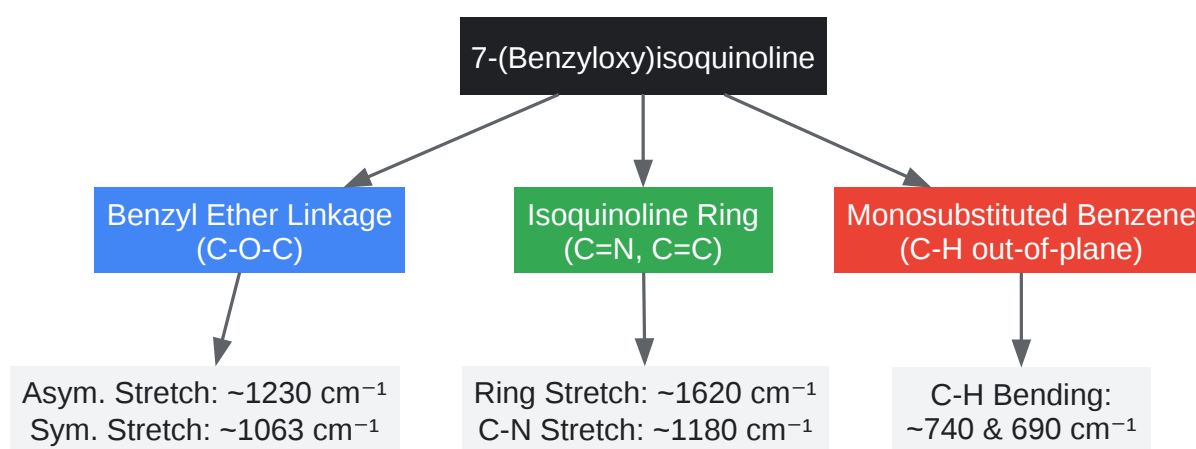 7-(Benzyloxy)isoquinoline
Benzyl Ether Linkage
(C-O-C)
Isoquinoline Ring
(C=N, C=C)
Monosubstituted Benzene
(C-H out-of-plane)
Asym. Stretch: ~1230 cm⁻¹
Sym. Stretch: ~1063 cm⁻¹
Ring Stretch: ~1620 cm⁻¹
C-N Stretch: ~1180 cm⁻¹
C-H Bending:
~740 & 690 cm⁻¹